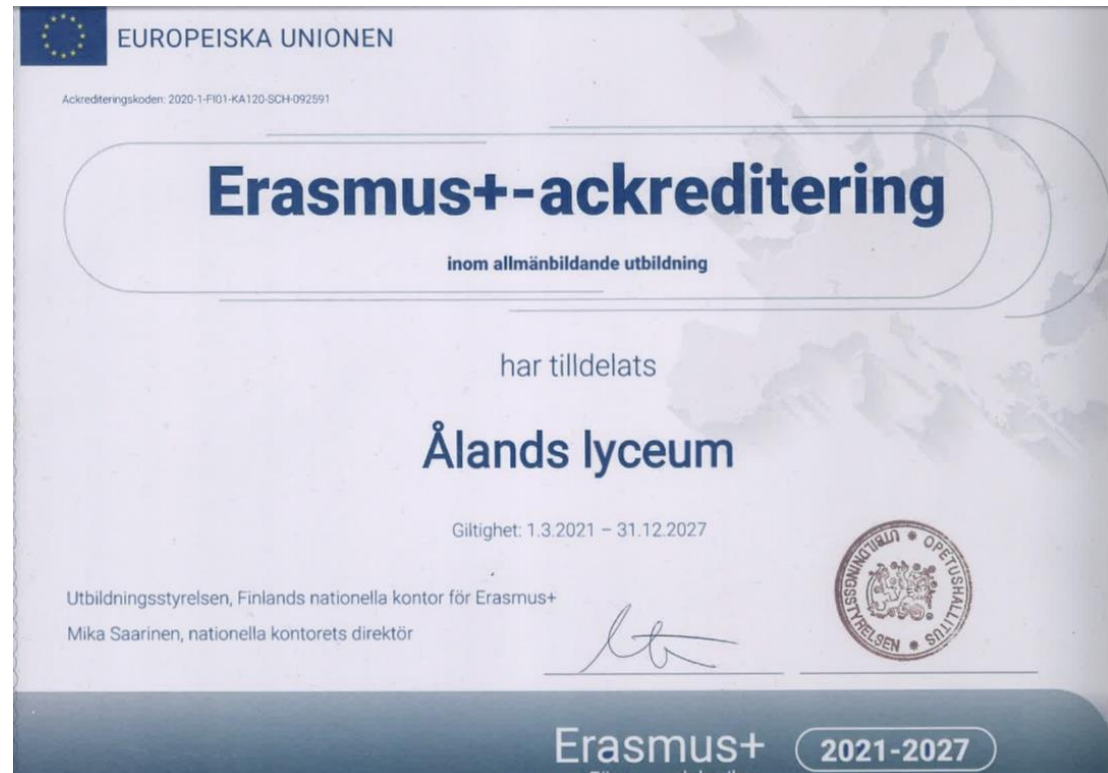 EUROPEISKA UNIONEN
Ackrediteringskoden: 2020-1-FI01-KA120-SCH-092591
Erasmus+-ackreditering
inom allmänbildande utbildning
har tilldelats
Ålands lyceum
Giltighet: 1.3.2021 – 31.12.2027
Utbildningsstyrelsen, Finlands nationella kontor för Erasmus+
Mika Saarinen, nationella kontorets direktör
UTBILDNINGSSTYRELSEN • OPETUSHALLITUS •
Erasmus+
2021-2027